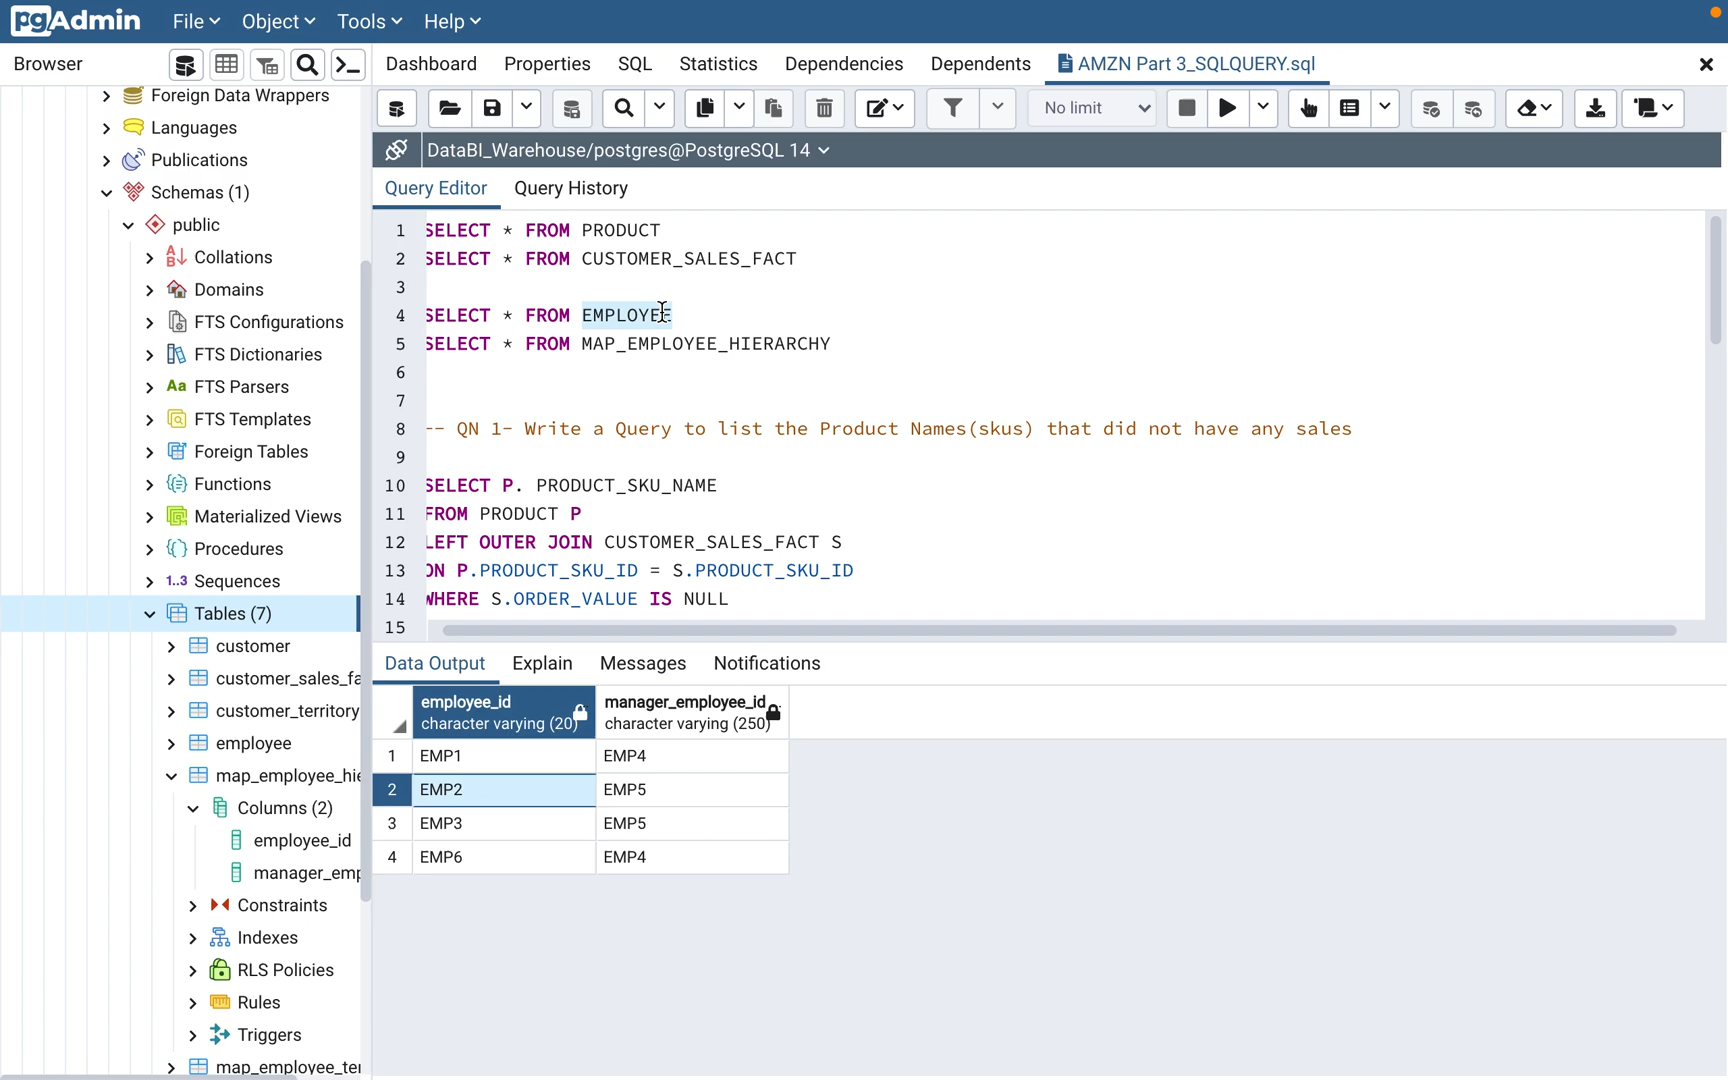 pgAdmin File Object Tools Help
Browser
Dashboard Properties SQL Statistics Dependencies Dependents AMZN Part 3_SQLQUERY.sql
No limit
DataBI_Warehouse/postgres@PostgreSQL 14
Query Editor Query History
Foreign Data Wrappers
Languages
Publications
Schemas (1)
public
Collations
Domains
FTS Configurations
FTS Dictionaries
Aa FTS Parsers
FTS Templates
Foreign Tables
Functions
Materialized Views
Procedures
1..3 Sequences
Tables (7)
customer
customer_sales_fa
customer_territory
employee
map_employee_hie
Columns (2)
employee_id
manager_emp
Constraints
Indexes
RLS Policies
Rules
Triggers
map_employee_ter
1 SELECT * FROM PRODUCT
2 SELECT * FROM CUSTOMER_SALES_FACT
3
4 SELECT * FROM EMPLOYEE
5 SELECT * FROM MAP_EMPLOYEE_HIERARCHY
6
7
8 -- QN 1- Write a Query to list the Product Names(skus) that did not have any sales
9
10 SELECT P. PRODUCT_SKU_NAME
11 FROM PRODUCT P
12 LEFT OUTER JOIN CUSTOMER_SALES_FACT S
13 ON P.PRODUCT_SKU_ID = S.PRODUCT_SKU_ID
14 WHERE S.ORDER_VALUE IS NULL
15
Data Output Explain Messages Notifications
employee_id manager_employee_id
character varying (20) character varying (250)
1 EMP1 EMP4
2 EMP2 EMP5
3 EMP3 EMP5
4 EMP6 EMP4